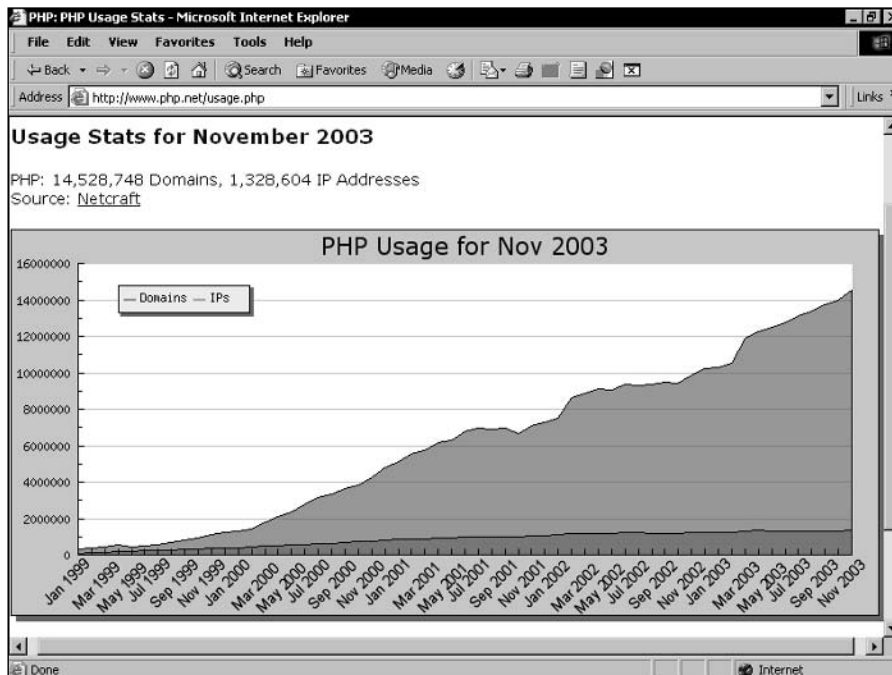 PHP: PHP Usage Stats - Microsoft Internet Explorer
File Edit View Favorites Tools Help
Back Search Favorites Media
Address http://www.php.net/usage.php Links
Usage Stats for November 2003
PHP: 14,528,748 Domains, 1,328,604 IP Addresses
Source: Netcraft
PHP Usage for Nov 2003
16000000
Domains IPs
14000000
12000000
10000000
8000000
6000000
4000000
2000000
0
Jan 1999 Mar 1999 May 1999 Jul 1999 Sep 1999 Nov 1999 Jan 2000 Mar 2000 May 2000 Jul 2000 Sep 2000 Nov 2000 Jan 2001 Mar 2001 May 2001 Jul 2001 Sep 2001 Nov 2001 Jan 2002 Mar 2002 May 2002 Jul 2002 Sep 2002 Nov 2002 Jan 2003 Mar 2003 May 2003 Jul 2003 Sep 2003 Nov 2003
Done Internet